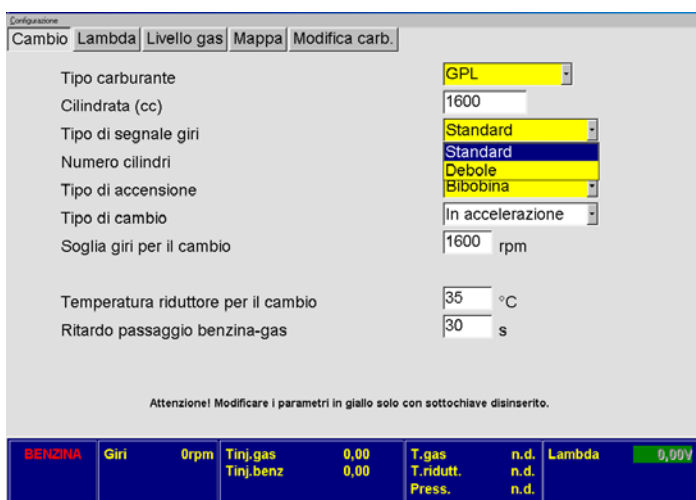 Configurazione
Cambio Lambda Livello gas Mappa Modifica carb.
Tipo carburante GPL
Cilindrata (cc) 1600
Tipo di segnale giri Standard
Standard
Numero cilindri
Debole
Tipo di accensione Bibobina
Tipo di cambio In accelerazione
Soglia giri per il cambio 1600 rpm
Temperatura riduttore per il cambio 35 °C
Ritardo passaggio benzina-gas 30 s
Attenzione! Modificare i parametri in giallo solo con sottochiave disinserito.
BENZINA Giri 0rpm Tinj.gas 0,00 T.gas n.d. Lambda 0,00V
Tinj.benz 0,00 T.ridutt. n.d.
Press. n.d.